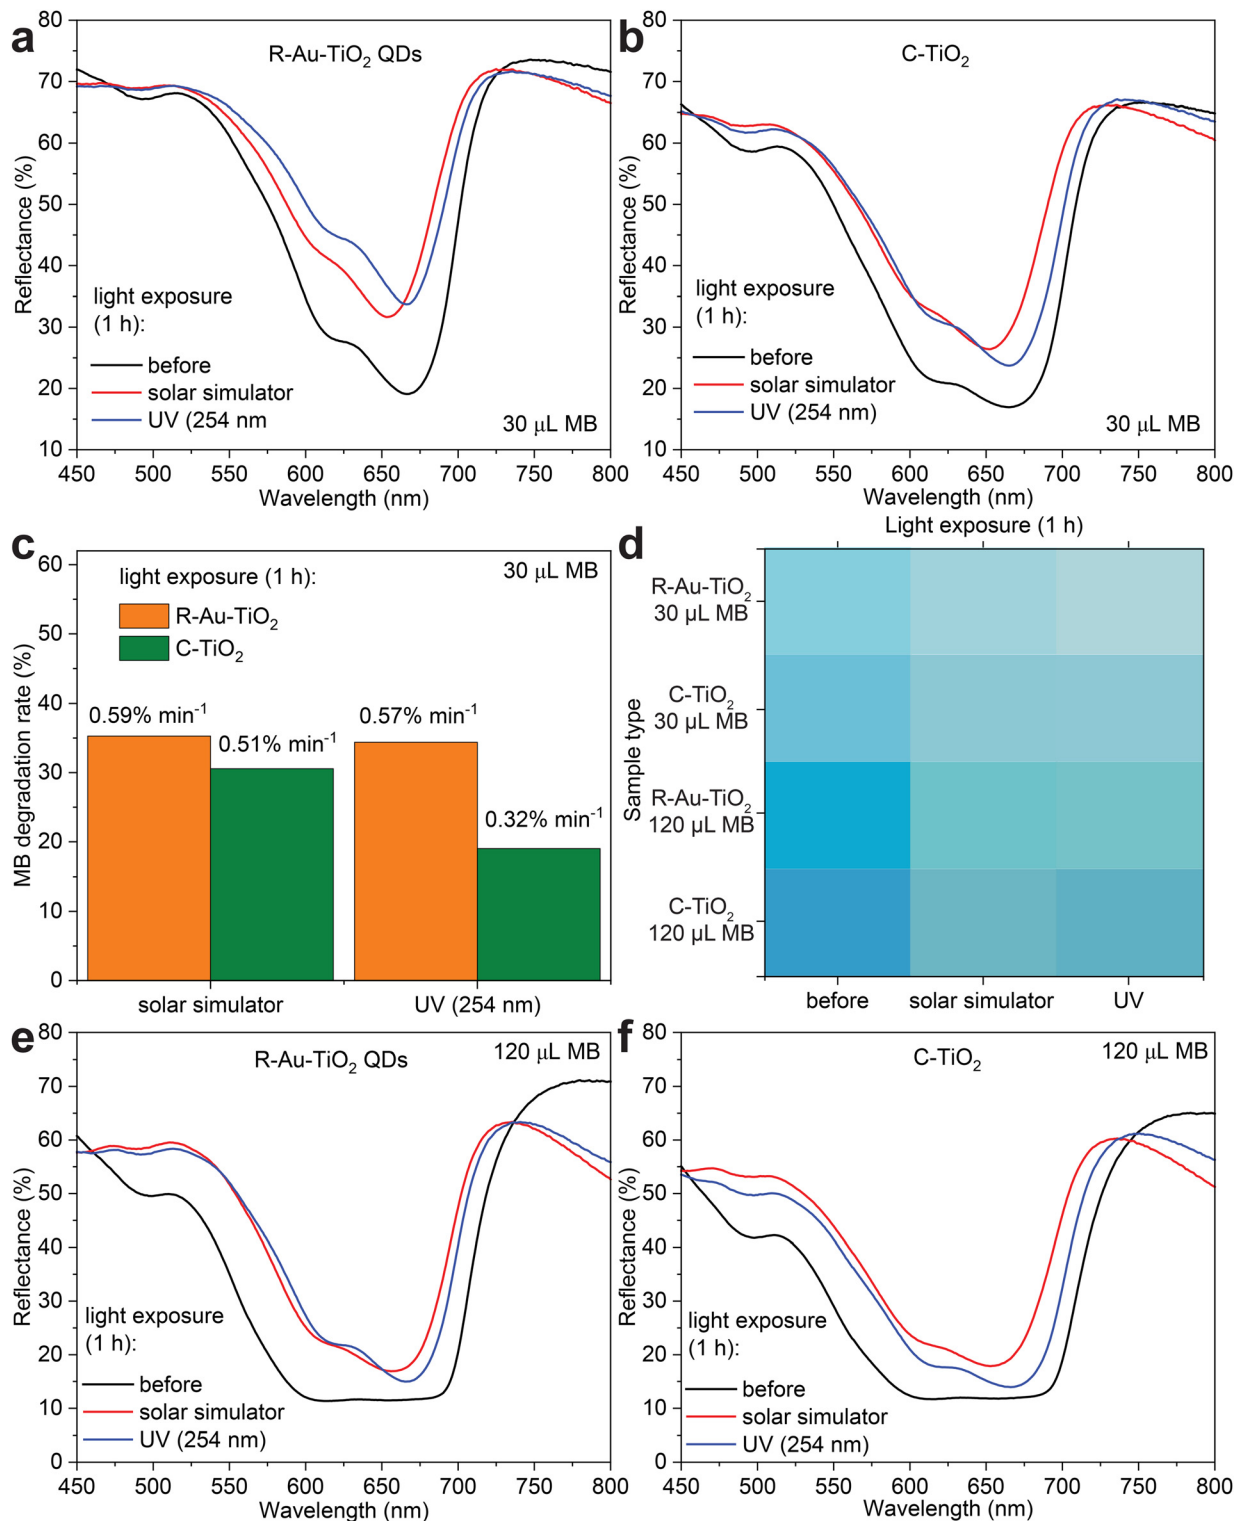 a
R-Au-TiO₂ QDs
80
70
60
50
40
30
20
10
Reflectance (%)
light exposure
(1 h):
before
solar simulator
UV (254 nm
30 μL MB
450 500 550 600 650 700 750 800
Wavelength (nm)
b
C-TiO₂
80
70
60
50
40
30
20
10
Reflectance (%)
light exposure
(1 h):
before
solar simulator
UV (254 nm)
30 μL MB
450 500 550 600 650 700 750 800
Wavelength (nm)
c
30 μL MB
light exposure (1 h):
R-Au-TiO₂
C-TiO₂
60
50
40
30
20
10
0
MB degradation rate (%)
0.59% min⁻¹
0.51% min⁻¹
0.57% min⁻¹
0.32% min⁻¹
solar simulator UV (254 nm)
d
Light exposure (1 h)
Sample type
R-Au-TiO₂
30 μL MB
C-TiO₂
30 μL MB
R-Au-TiO₂
120 μL MB
C-TiO₂
120 μL MB
before solar simulator UV
e
R-Au-TiO₂ QDs
120 μL MB
80
70
60
50
40
30
20
10
0
Reflectance (%)
light exposure
(1 h):
before
solar simulator
UV (254 nm)
450 500 550 600 650 700 750 800
Wavelength (nm)
f
C-TiO₂
120 μL MB
80
70
60
50
40
30
20
10
0
Reflectance (%)
light exposure
(1 h):
before
solar simulator
UV (254 nm)
450 500 550 600 650 700 750 800
Wavelength (nm)